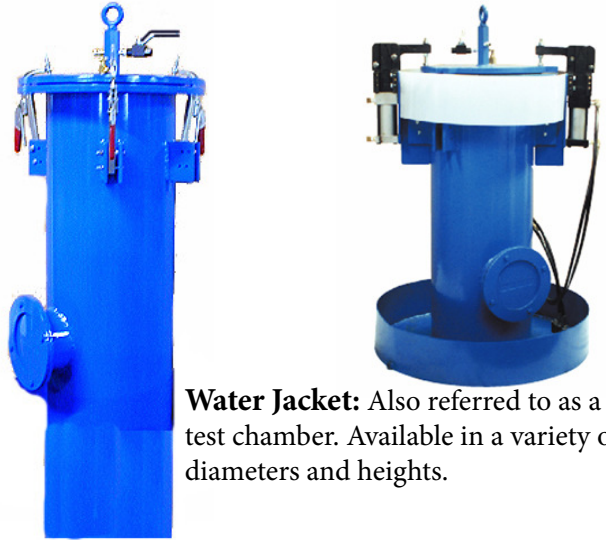 Water Jacket: Also referred to as a
test chamber. Available in a variety
diameters and heights.